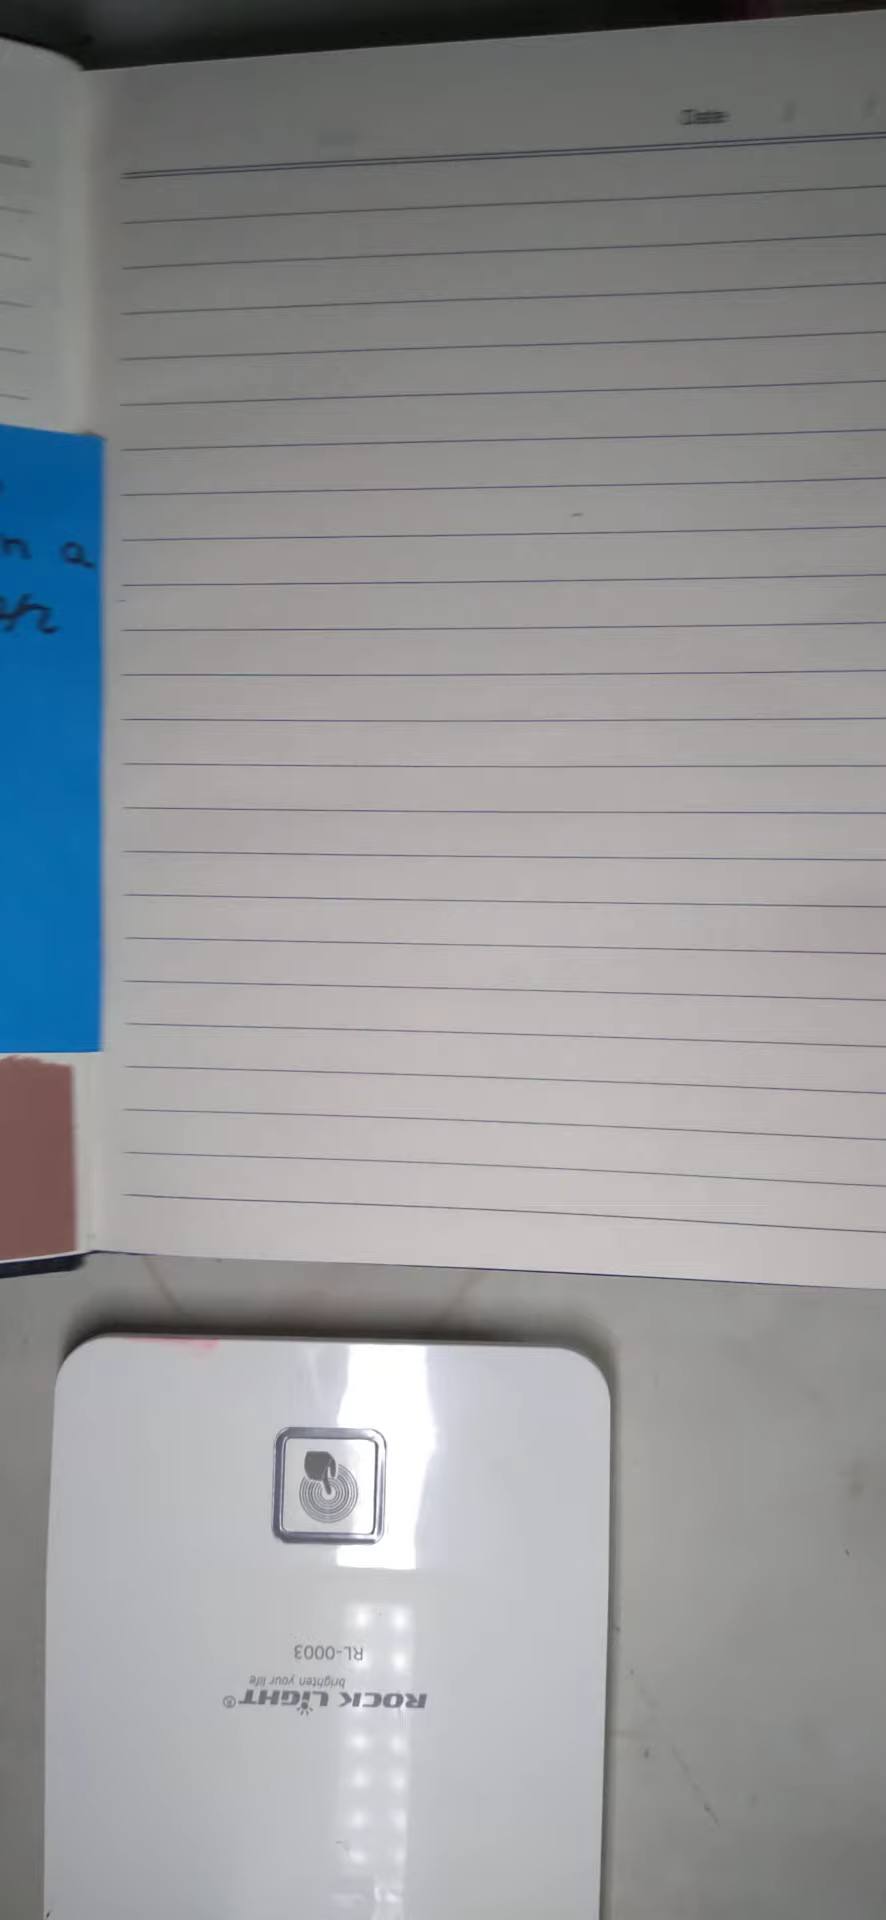 Date / /
n a
RL-0003
brighten your life
ROCK LIGHT®